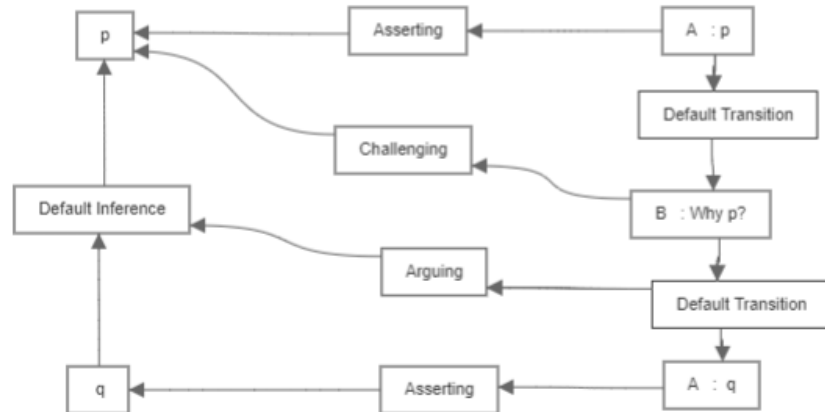 p
Asserting
A : p
Default Transition
Challenging
Default Inference
B : Why p?
Arguing
Default Transition
q
Asserting
A : q